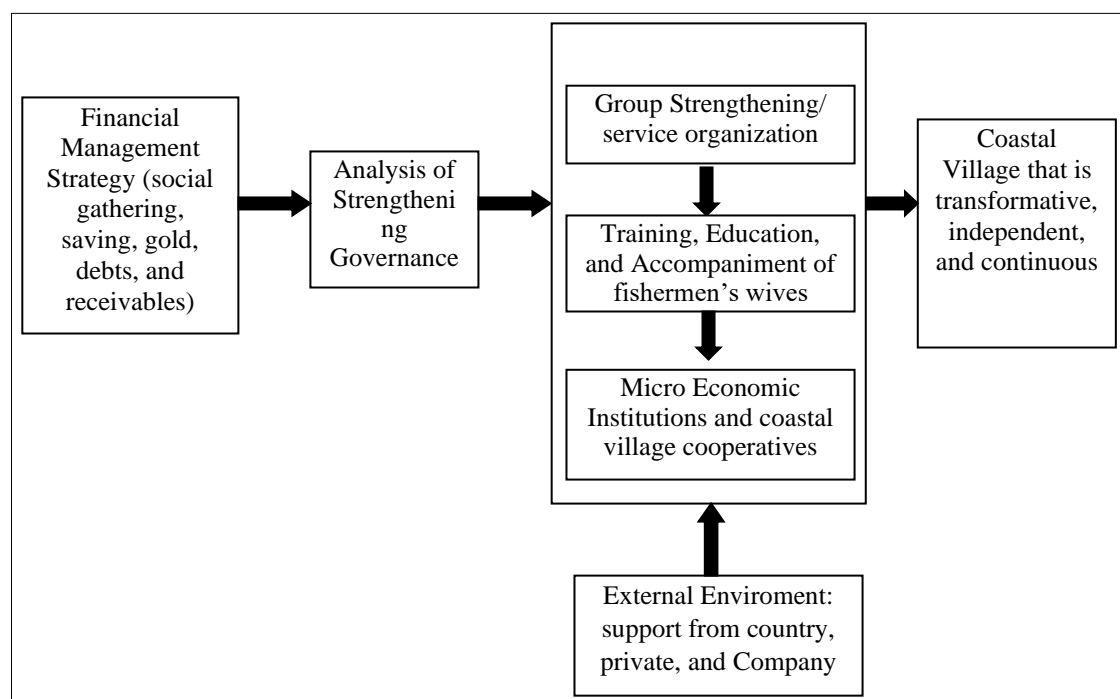 Financial
Management
Strategy (social
gathering,
saving, gold,
debts, and
receivables)
Analysis of
Strengtheni
ng
Governance
Group Strengthening/
service organization
Training, Education,
and Accompaniment of
fishermen's wives
Micro Economic
Institutions and coastal
village cooperatives
External Enviroment:
support from country,
private, and Company
Coastal
Village that is
transformative,
independent,
and continuous